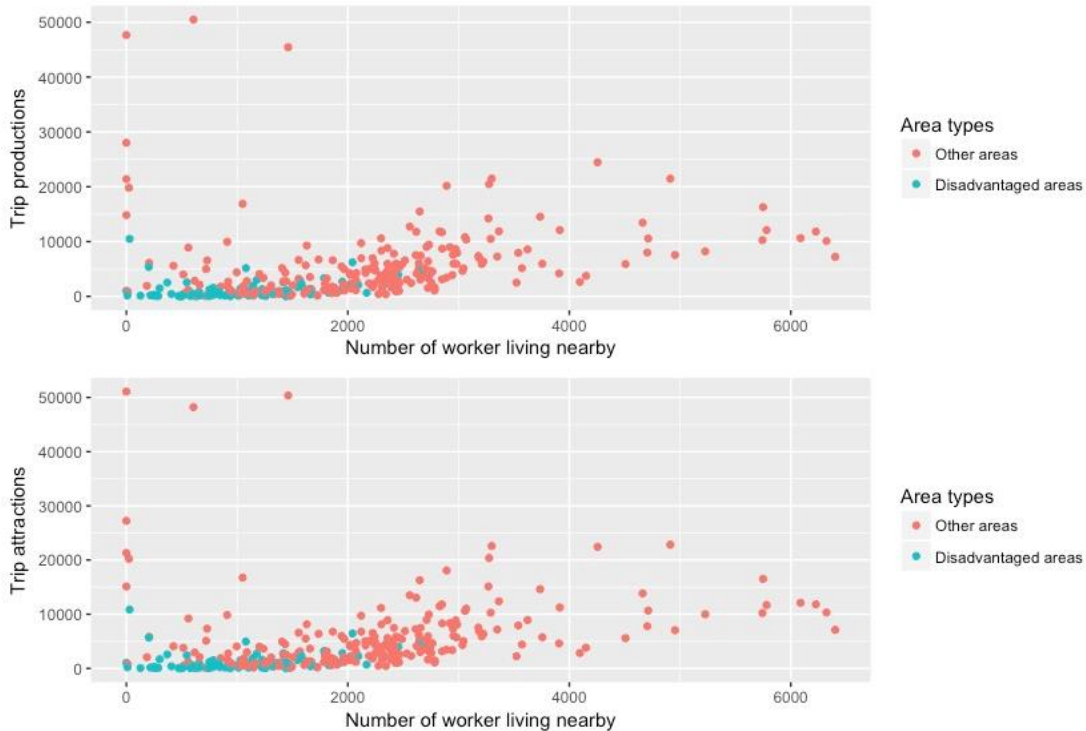 50000
40000
30000
20000
10000
0
Trip productions
0 2000 4000 6000
Number of worker living nearby
Area types
Other areas
Disadvantaged areas
50000
40000
30000
20000
10000
0
Trip attractions
0 2000 4000 6000
Number of worker living nearby
Area types
Other areas
Disadvantaged areas